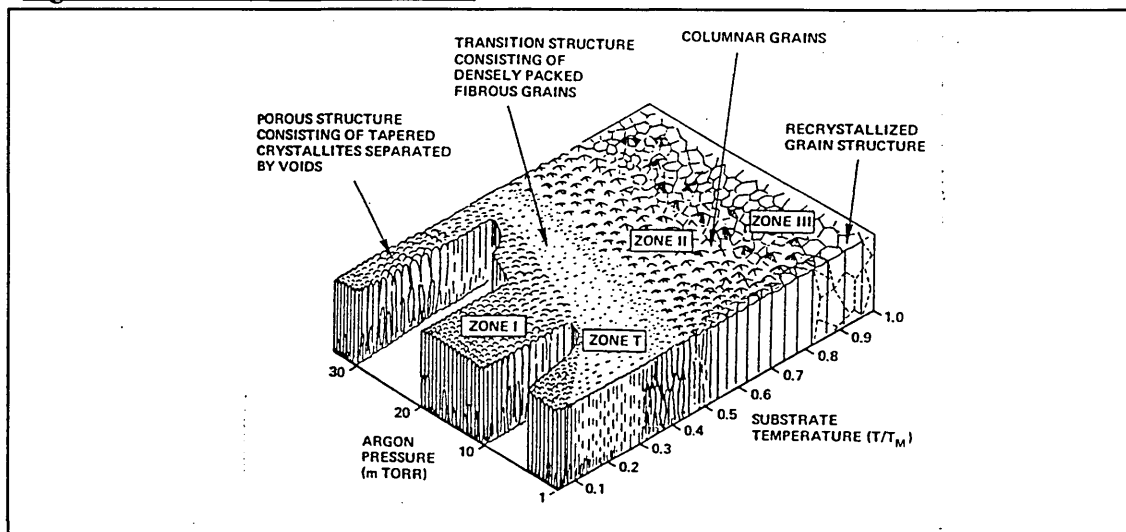 TRANSITION STRUCTURE
CONSISTING OF
DENSELY PACKED
FIBROUS GRAINS
COLUMNAR GRAINS
POROUS STRUCTURE
CONSISTING OF TAPERED
CRYSTALLITES SEPARATED
BY VOIDS
RECRYSTALLIZED
GRAIN STRUCTURE
ZONE III
ZONE II
ZONE I
ZONE T
1.0
0.9
0.8
0.7
0.6
0.5
0.4
0.3
0.2
0.1
SUBSTRATE
TEMPERATURE (T/TM)
30
20
10
1
ARGON
PRESSURE
(m TORR)